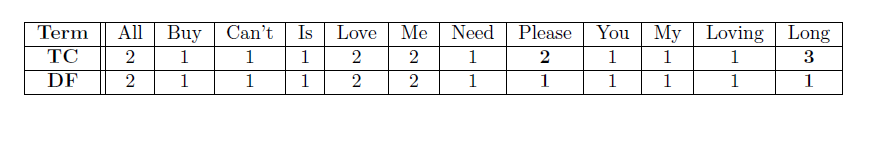 Term All Buy Can't Is Love Me Need Please You My Loving Long
TC 2 1 1 1 2 2 1 2 1 1 1 3
DF 2 1 1 1 2 2 1 1 1 1 1 1